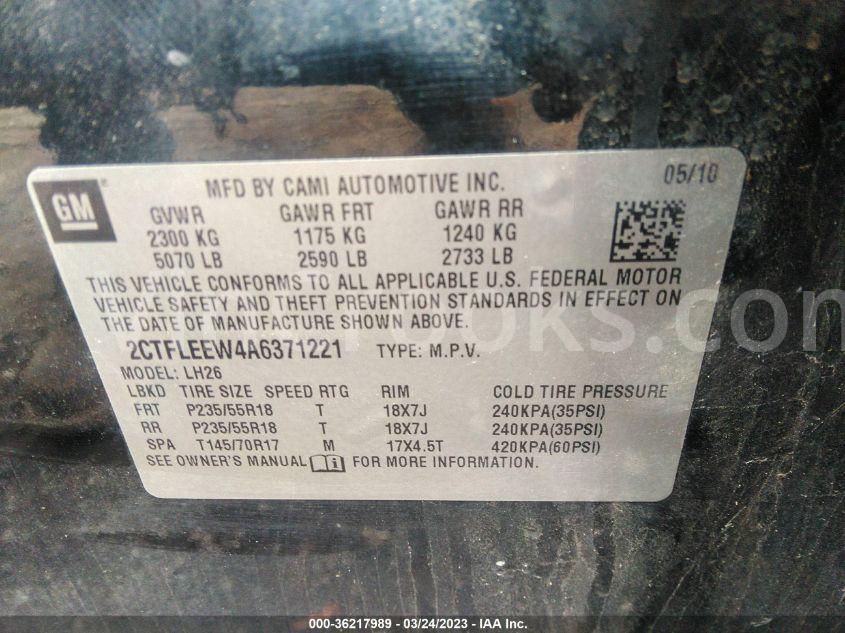 GM
MFD BY CAMI AUTOMOTIVE INC. 05/10
GVWR GAWR FRT GAWR RR
2300 KG 1175 KG 1240 KG
5070 LB 2590 LB 2733 LB
THIS VEHICLE CONFORMS TO ALL APPLICABLE U.S. FEDERAL MOTOR
VEHICLE SAFETY AND THEFT PREVENTION STANDARDS IN EFFECT ON
THE DATE OF MANUFACTURE SHOWN ABOVE.
2CTFLEEW4A6371221 TYPE: M.P.V.
MODEL: LH26
LBKD TIRE SIZE SPEED RTG RIM COLD TIRE PRESSURE
FRT P235/55R18 T 18X7J 240KPA(35PSI)
RR P235/55R18 T 18X7J 240KPA(35PSI)
SPA T145/70R17 M 17X4.5T 420KPA(60PSI)
SEE OWNER'S MANUAL FOR MORE INFORMATION.
000-36217989 — 03/24/2023 — IAA Inc.